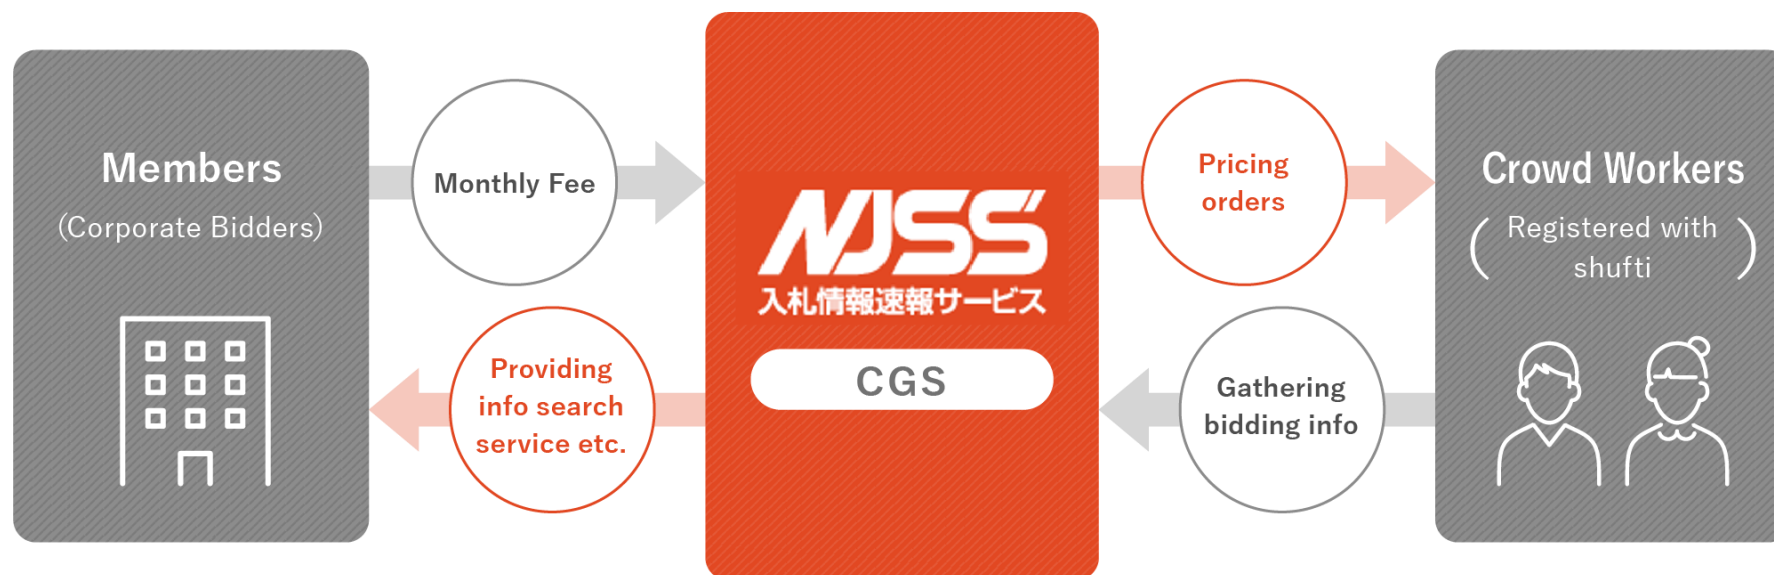 Members
(Corporate Bidders)
Monthly Fee
Providing
info search
service etc.
NJSS
入札情報速報サービス
CGS
Pricing
orders
Gathering
bidding info
Crowd Workers
(Registered with
shufti)